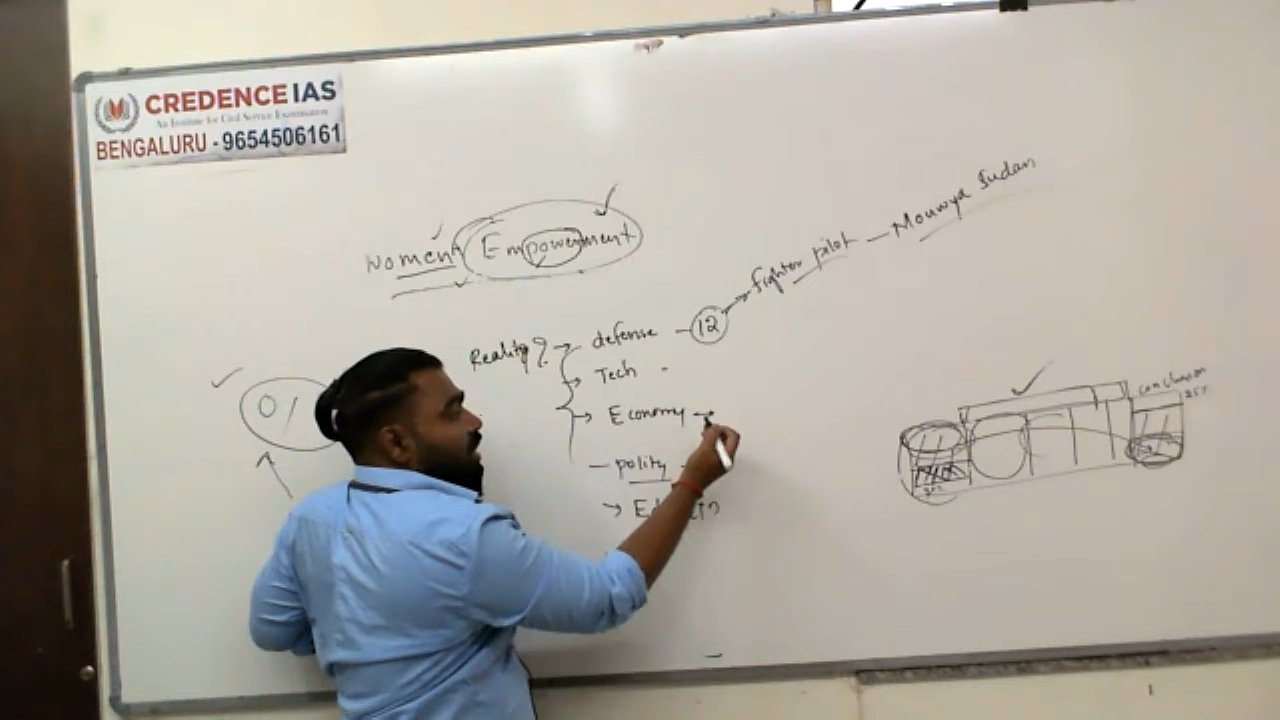 CREDENCE IAS
An Institute for Civil Service Examination
BENGALURU - 9654506161
Women Empowerment
Reality?
defense - 12 → fighter pilot - Mouwya Sudan
Tech -
Economy →
polity -
conclusion
25%